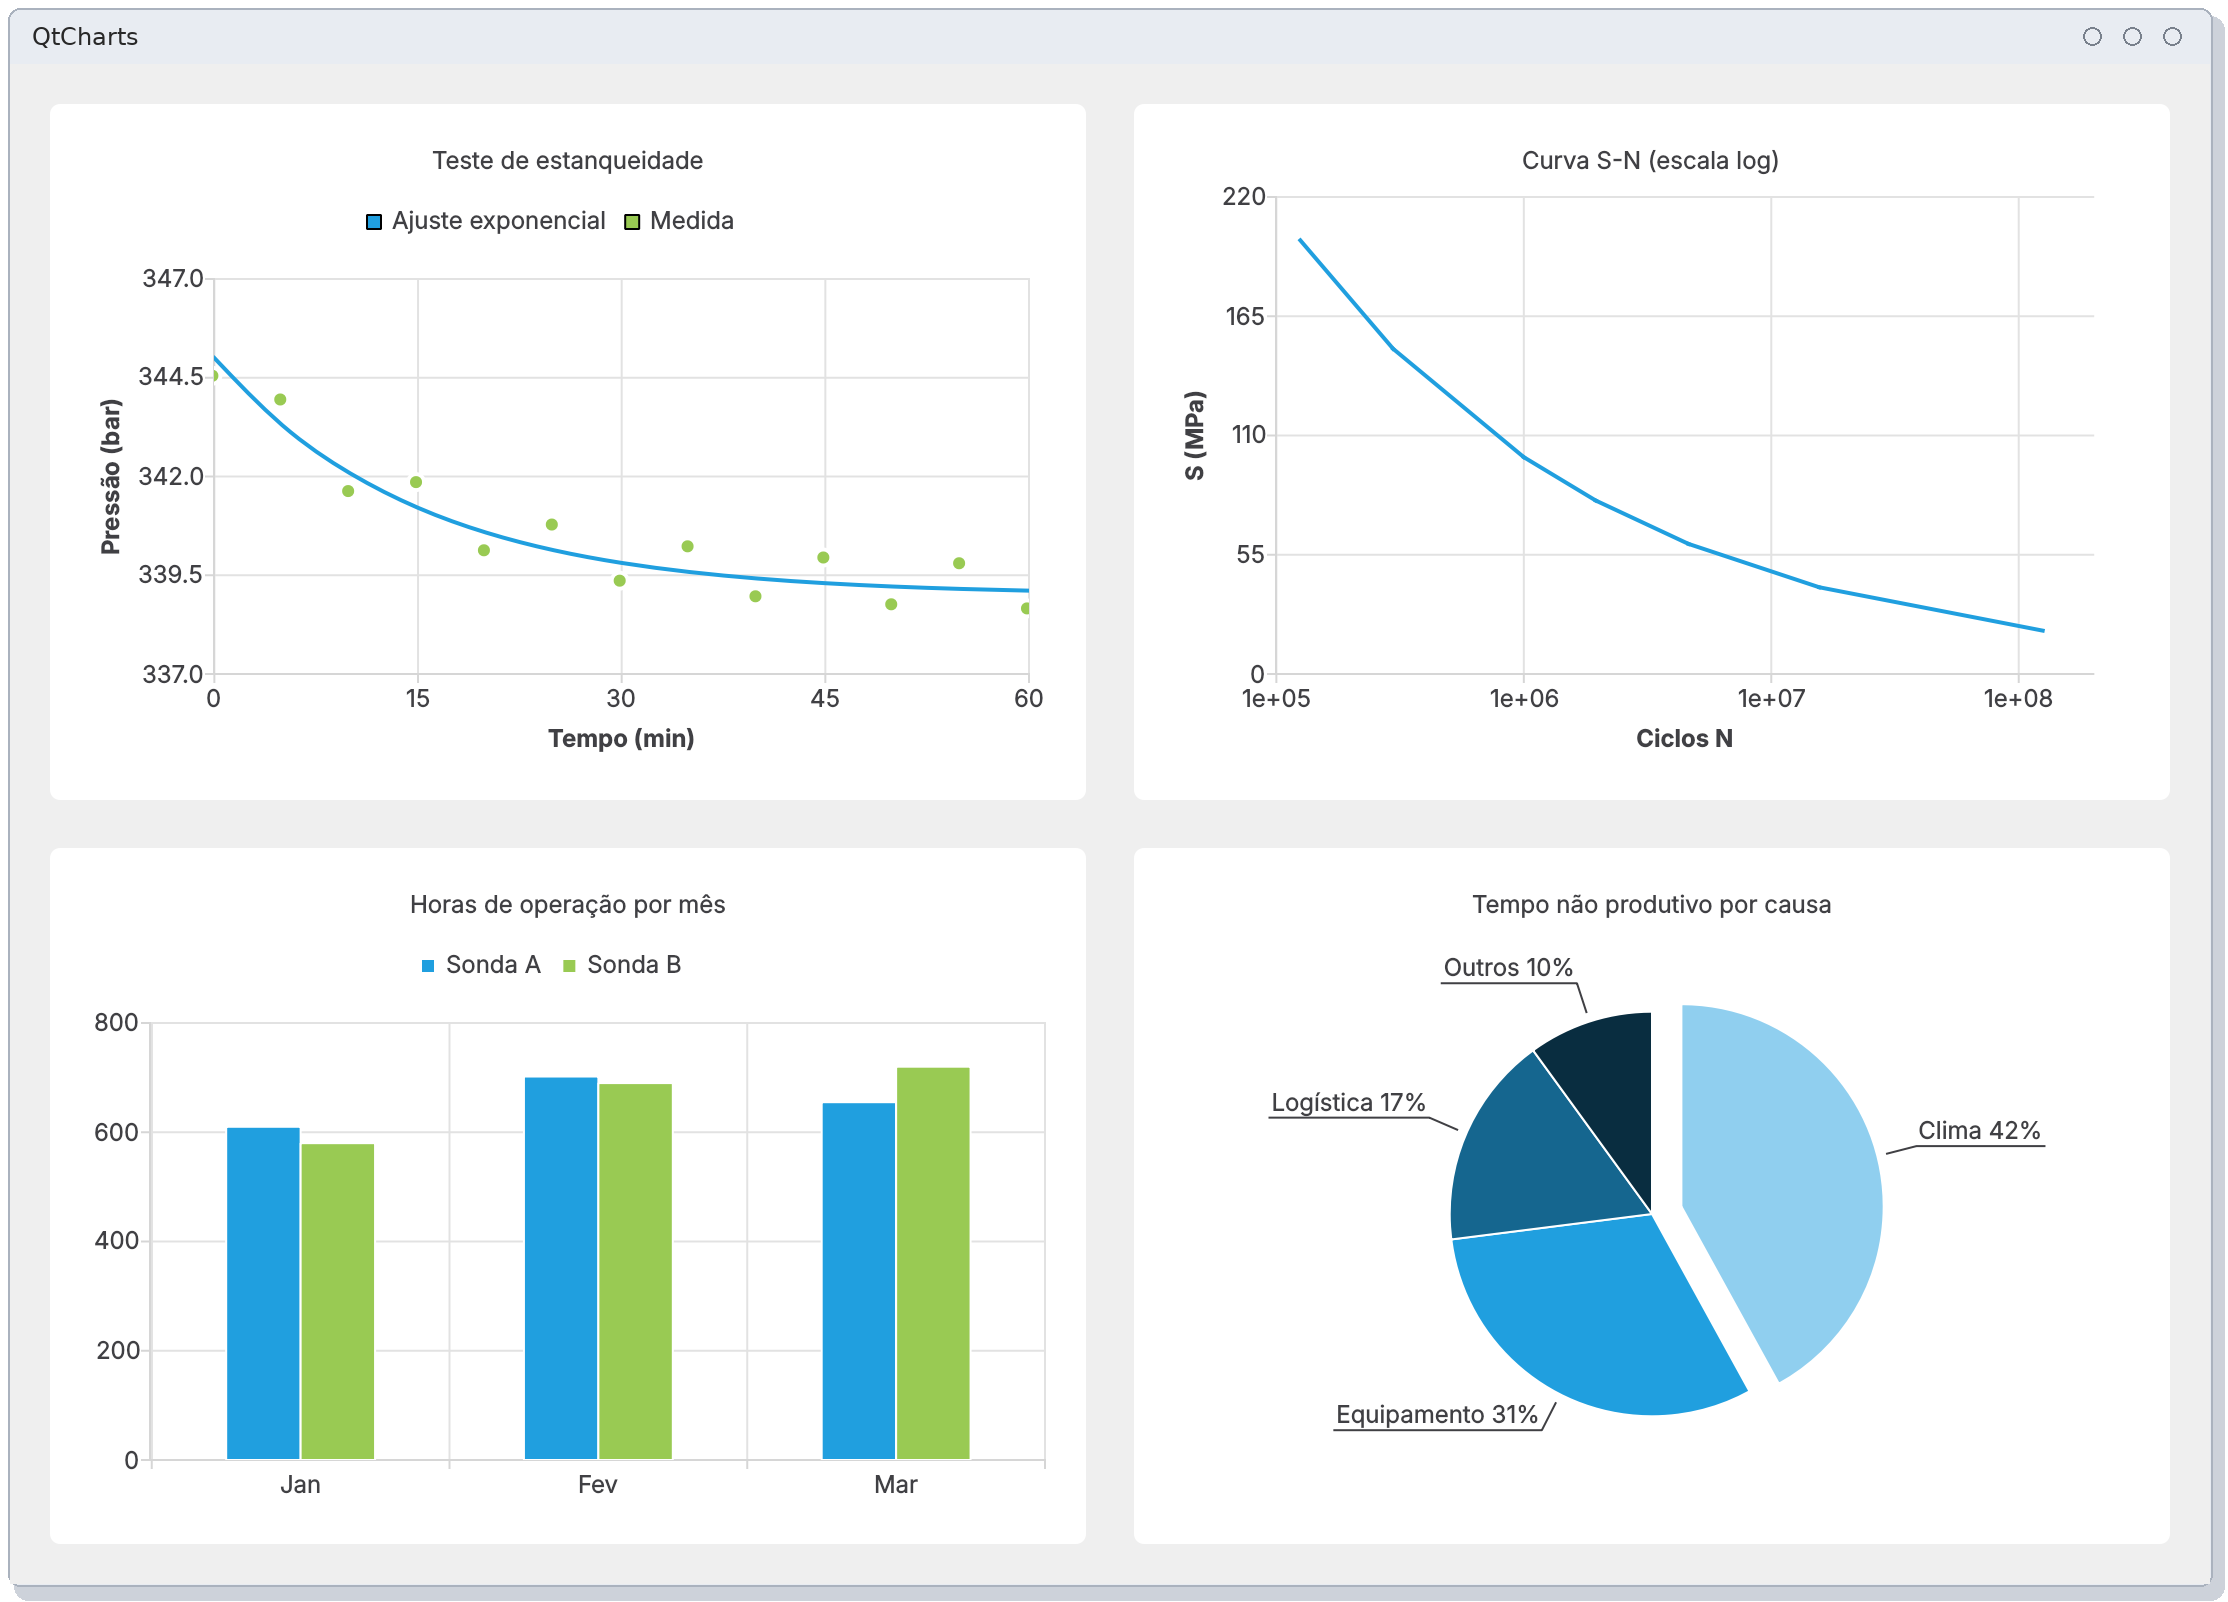 QtCharts
Teste de estanqueidade
Ajuste exponencial Medida
347.0
344.5
342.0
339.5
337.0
Pressão (bar)
0 15 30 45 60
Tempo (min)
Curva S-N (escala log)
220
165
110
55
0
S (MPa)
1e+05 1e+06 1e+07 1e+08
Ciclos N
Horas de operação por mês
Sonda A Sonda B
800
600
400
200
0
Jan Fev Mar
Tempo não produtivo por causa
Outros 10%
Logística 17%
Clima 42%
Equipamento 31%